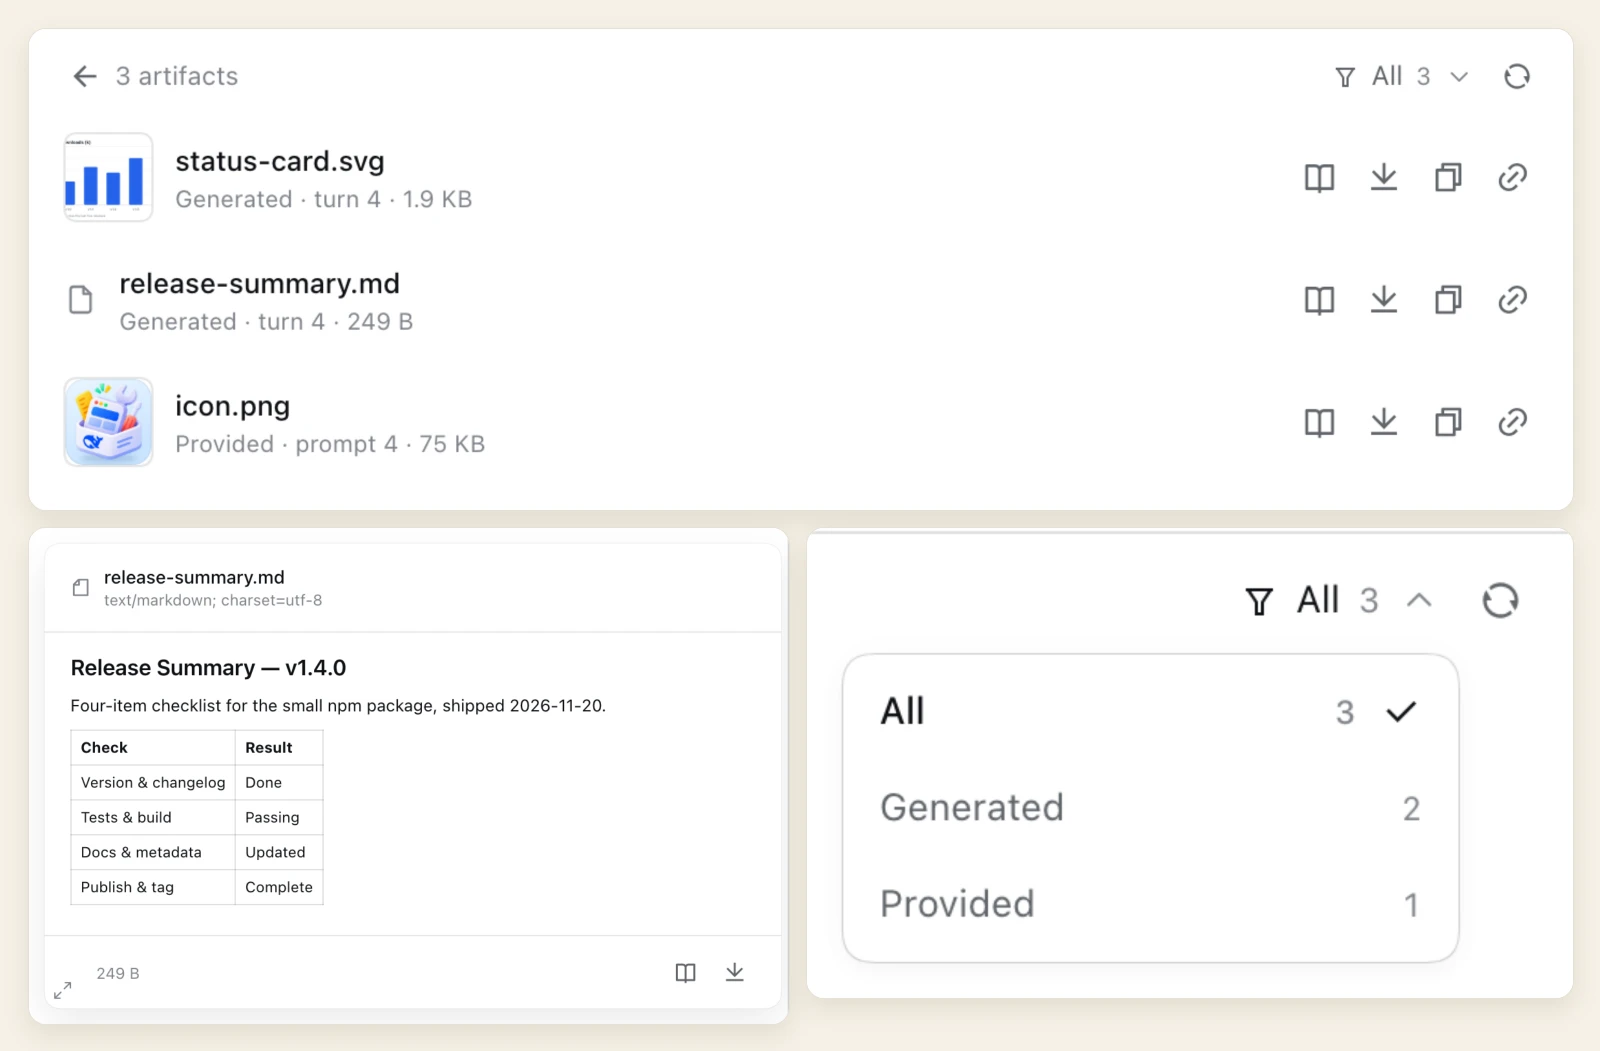 3 artifacts
All 3
status-card.svg
Generated · turn 4 · 1.9 KB
release-summary.md
Generated · turn 4 · 249 B
icon.png
Provided · prompt 4 · 75 KB
release-summary.md
text/markdown; charset=utf-8
Release Summary — v1.4.0
Four-item checklist for the small npm package, shipped 2026-11-20.
Check Result
Version & changelog Done
Tests & build Passing
Docs & metadata Updated
Publish & tag Complete
249 B
All 3
All 3
Generated 2
Provided 1